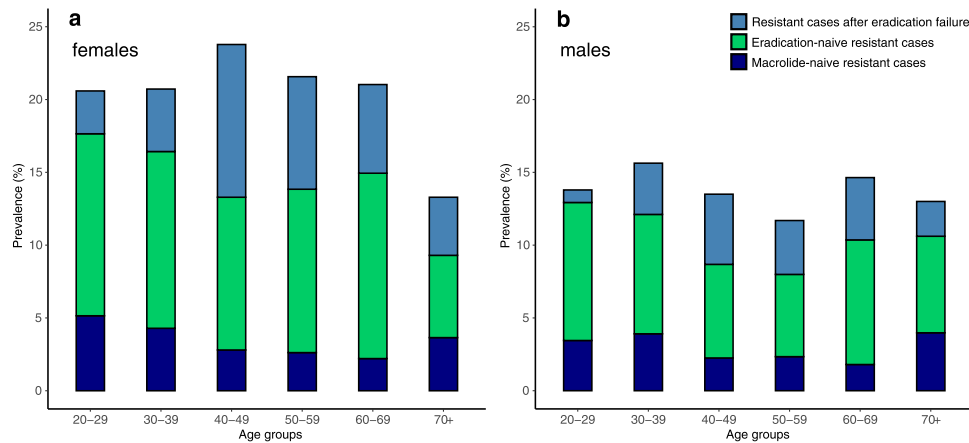 a
females
25
20
15
10
5
0
Prevalence (%)
20–29 30–39 40–49 50–59 60–69 70+
Age groups
b
males
Resistant cases after eradication failure
Eradication-naive resistant cases
Macrolide-naive resistant cases
25
20
15
10
5
0
Prevalence (%)
20–29 30–39 40–49 50–59 60–69 70+
Age groups